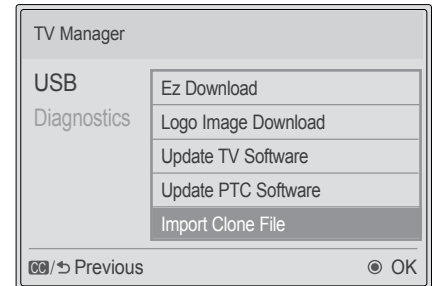 TV Manager
USB
Diagnostics
Ez Download
Logo Image Download
Update TV Software
Update PTC Software
Import Clone File
CC/⮌ Previous
◉ OK